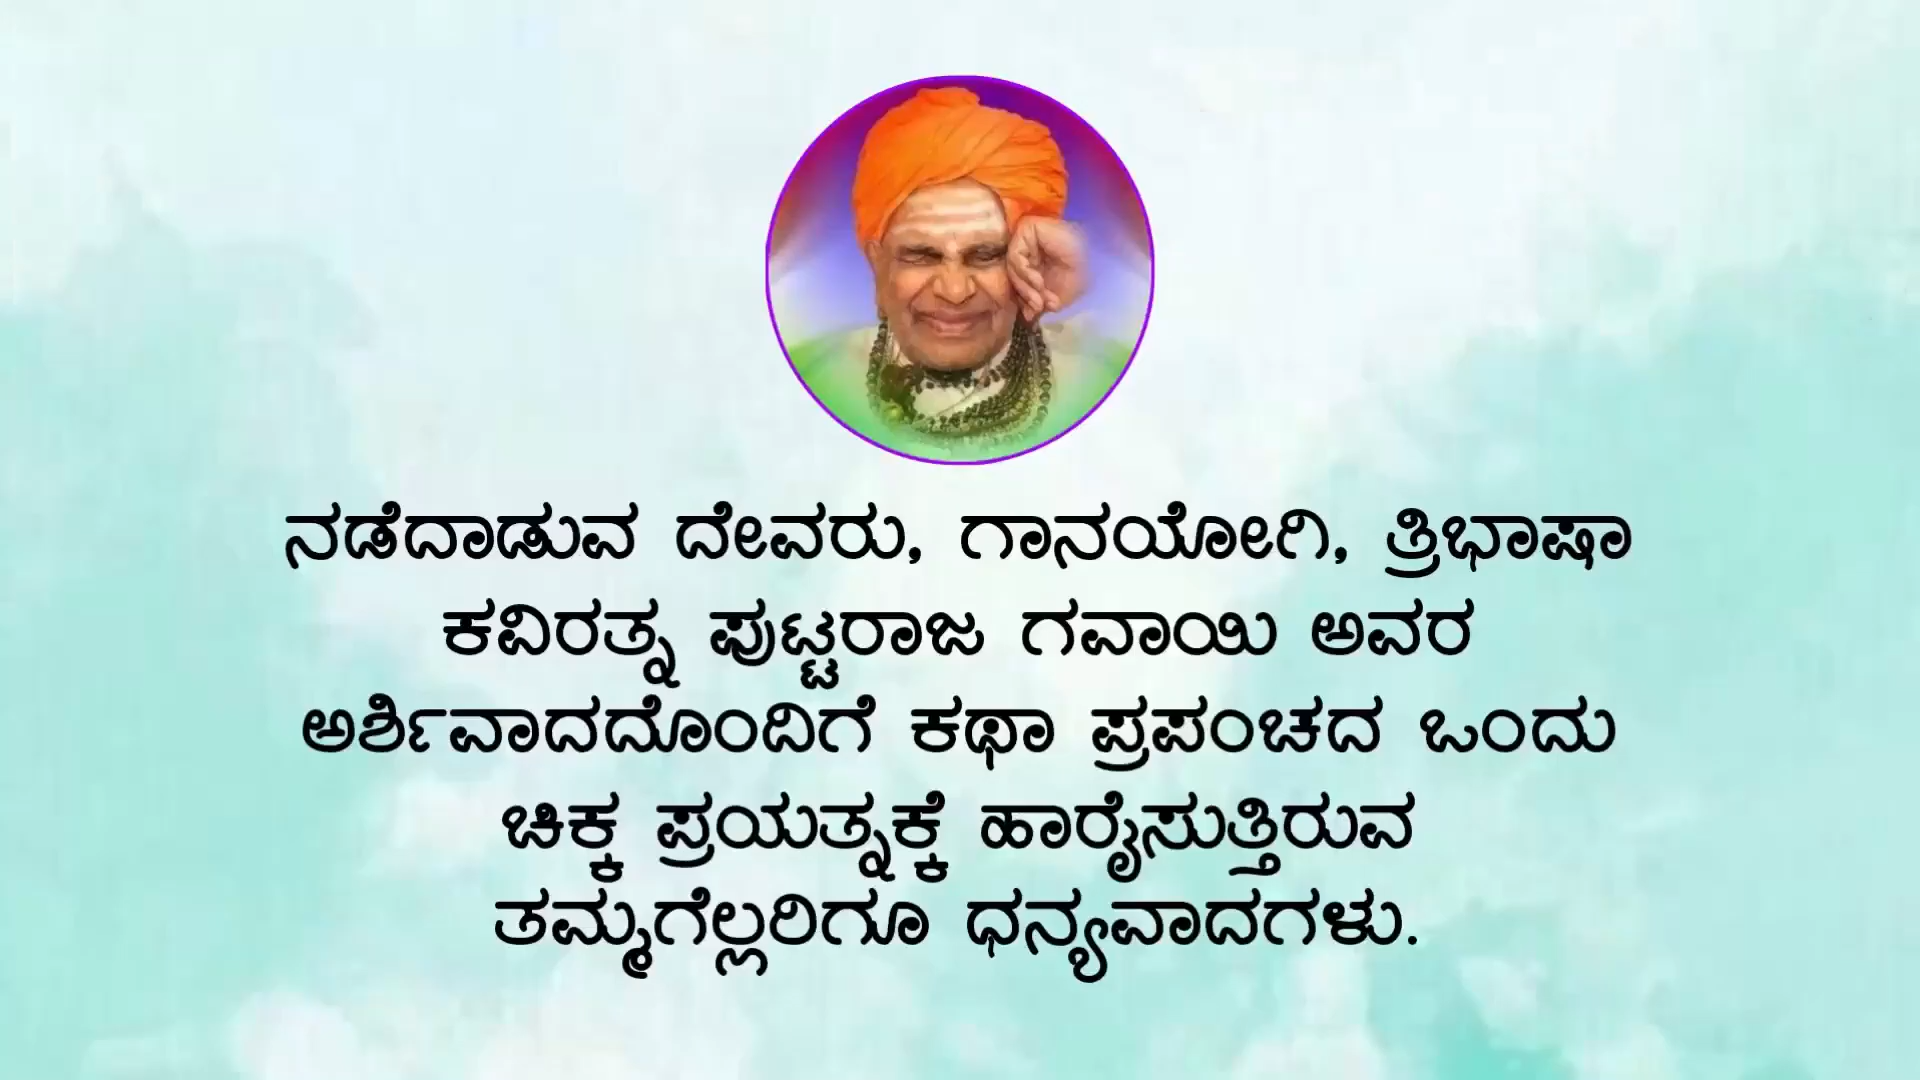 ನಡೆದಾಡುವ ದೇವರು, ಗಾನಯೋಗಿ, ತ್ರಿಭಾಷಾ
ಕವಿರತ್ನ ಪುಟ್ಟರಾಜ ಗವಾಯಿ ಅವರ
ಅರ್ಶಿವಾದದೊಂದಿಗೆ ಕಥಾ ಪ್ರಪಂಚದ ಒಂದು
ಚಿಕ್ಕ ಪ್ರಯತ್ನಕ್ಕೆ ಹಾರೈಸುತ್ತಿರುವ
ತಮ್ಮಗೆಲ್ಲರಿಗೂ ಧನ್ಯವಾದಗಳು.